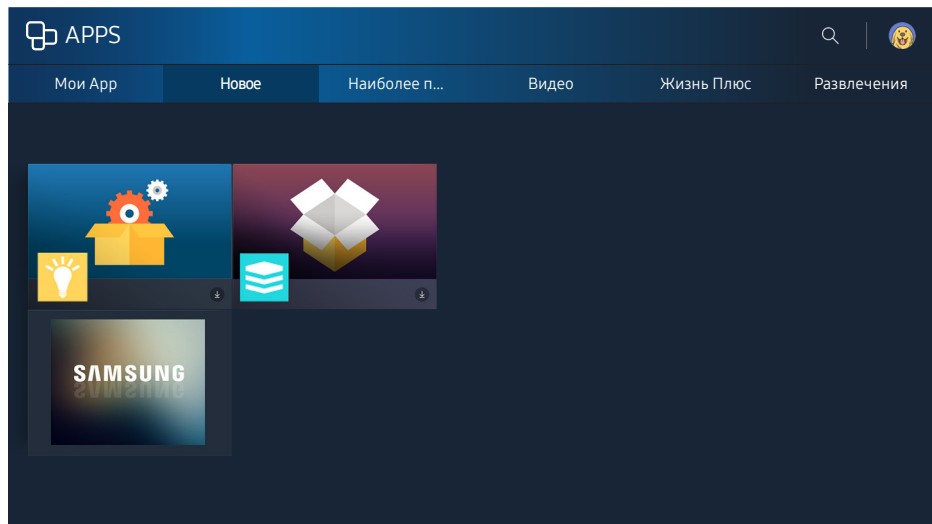 APPS
Мои App Новое Наиболее п... Видео Жизнь Плюс Развлечения
SAMSUNG